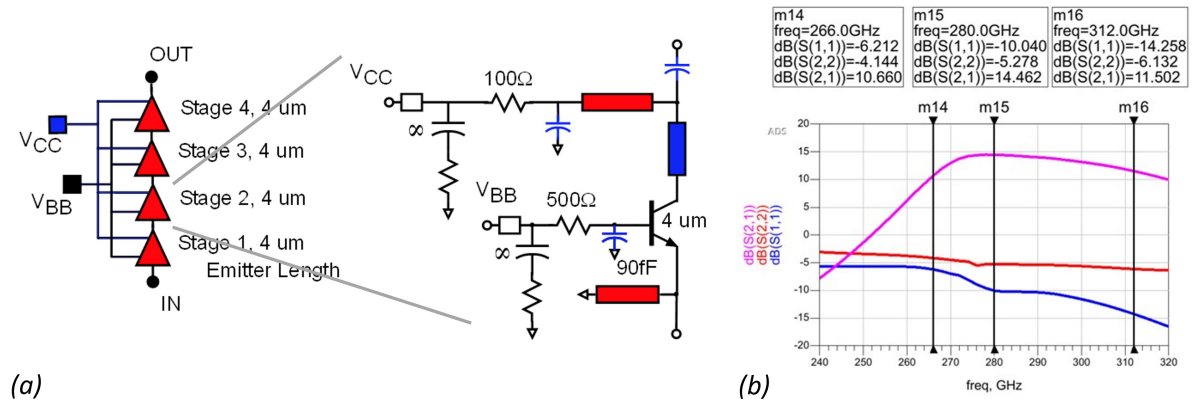 (a)
OUT
Stage 4, 4 um
VCC
Stage 3, 4 um
VBB
Stage 2, 4 um
Stage 1, 4 um
Emitter Length
IN
VCC
100Ω
∞
VBB
500Ω
4 um
∞
90fF
(b)
m14
freq=266.0GHz
dB(S(1,1))=-6.212
dB(S(2,2))=-4.144
dB(S(2,1))=10.660
m15
freq=280.0GHz
dB(S(1,1))=-10.040
dB(S(2,2))=-5.278
dB(S(2,1))=14.462
m16
freq=312.0GHz
dB(S(1,1))=-14.258
dB(S(2,2))=-6.132
dB(S(2,1))=11.502
m14 m15 m16
ADS
20
15
10
5
0
-5
-10
-15
-20
dB(S(2,1))
dB(S(2,2))
dB(S(1,1))
240 250 260 270 280 290 300 310 320
freq, GHz